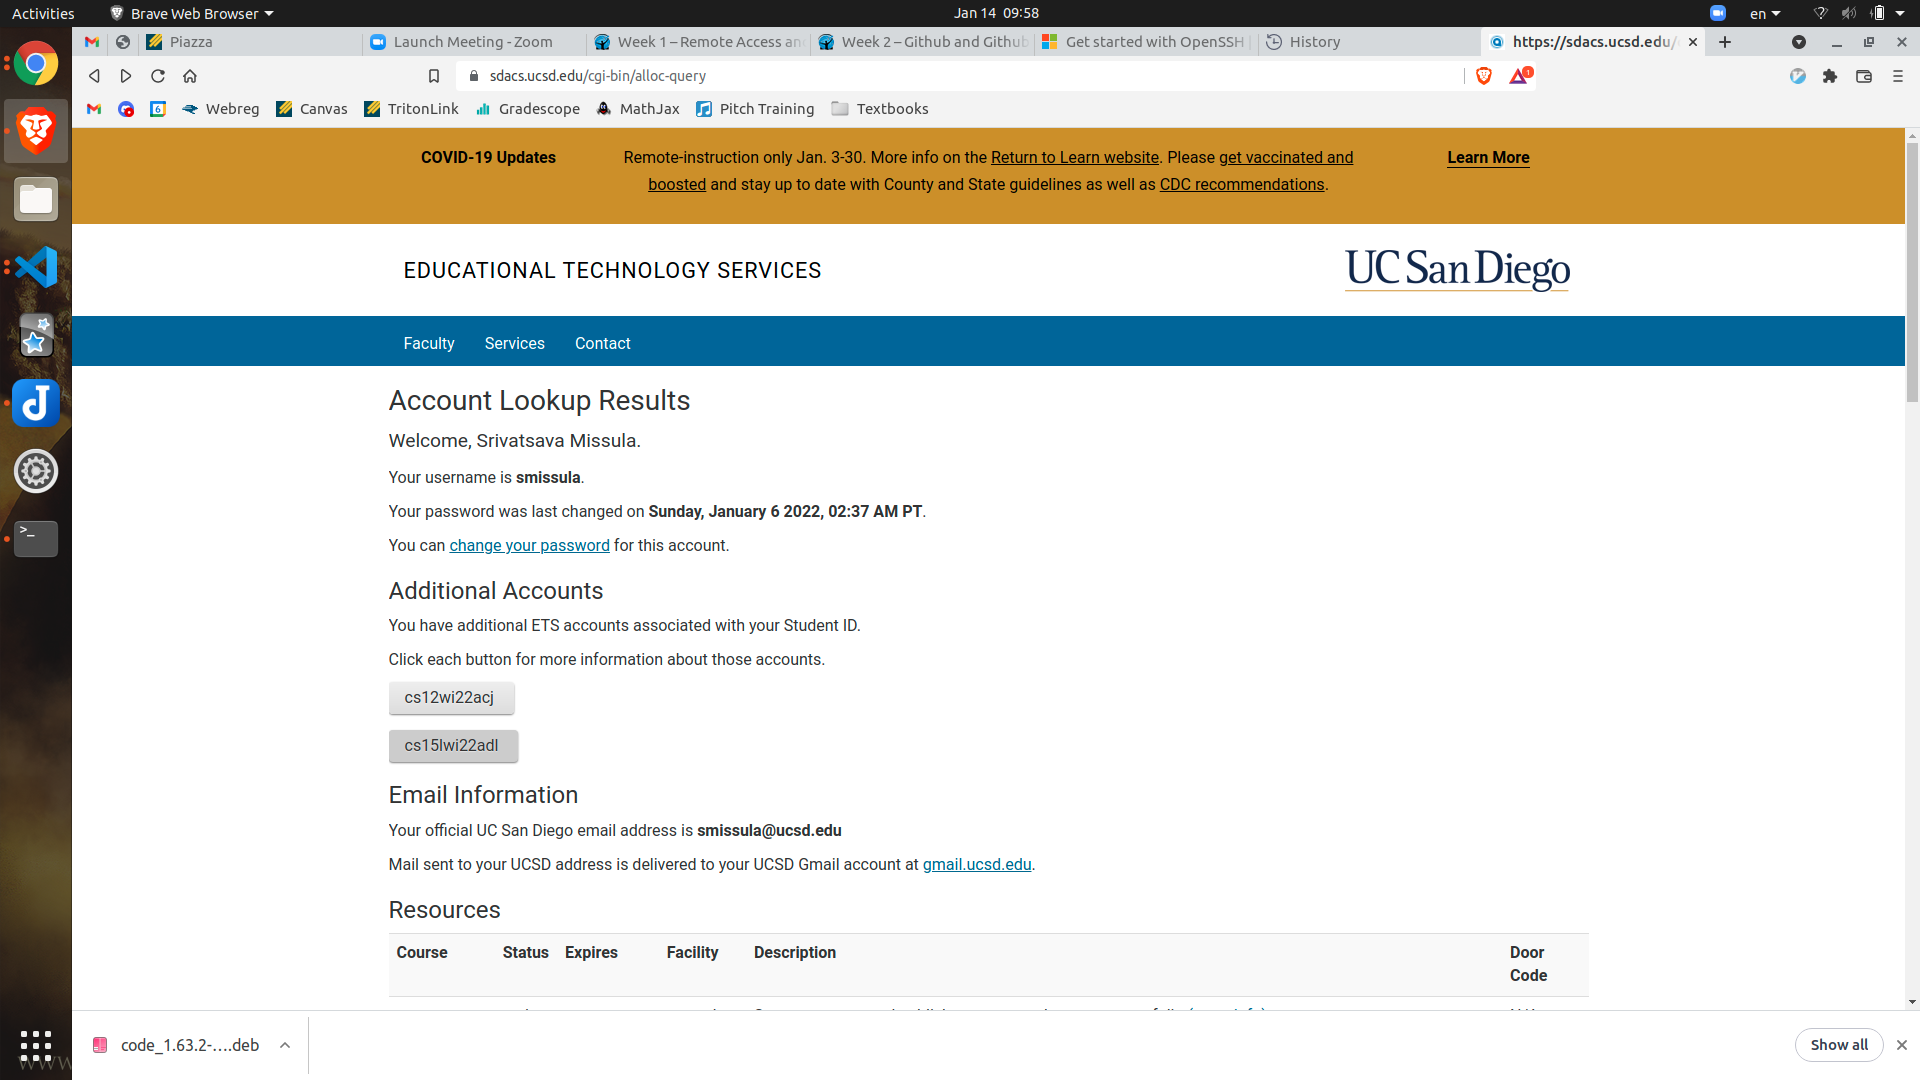 Activities Brave Web Browser Jan 14 09:58 en
Piazza Launch Meeting - Zoom Week 1 – Remote Access an Week 2 – Github and Github Get started with OpenSSH History https://sdacs.ucsd.edu/
sdacs.ucsd.edu/cgi-bin/alloc-query 1
6 Webreg Canvas TritonLink Gradescope MathJax Pitch Training Textbooks
COVID-19 Updates Remote-instruction only Jan. 3-30. More info on the Return to Learn website. Please get vaccinated and Learn More
boosted and stay up to date with County and State guidelines as well as CDC recommendations.
EDUCATIONAL TECHNOLOGY SERVICES UC San Diego
Faculty Services Contact
Account Lookup Results
Welcome, Srivatsava Missula.
Your username is smissula.
Your password was last changed on Sunday, January 6 2022, 02:37 AM PT.
You can change your password for this account.
Additional Accounts
You have additional ETS accounts associated with your Student ID.
Click each button for more information about those accounts.
cs12wi22acj
cs15lwi22adl
Email Information
Your official UC San Diego email address is smissula@ucsd.edu
Mail sent to your UCSD address is delivered to your UCSD Gmail account at gmail.ucsd.edu.
Resources
Course Status Expires Facility Description Door
Code
code_1.63.2-....deb Show all
WWW